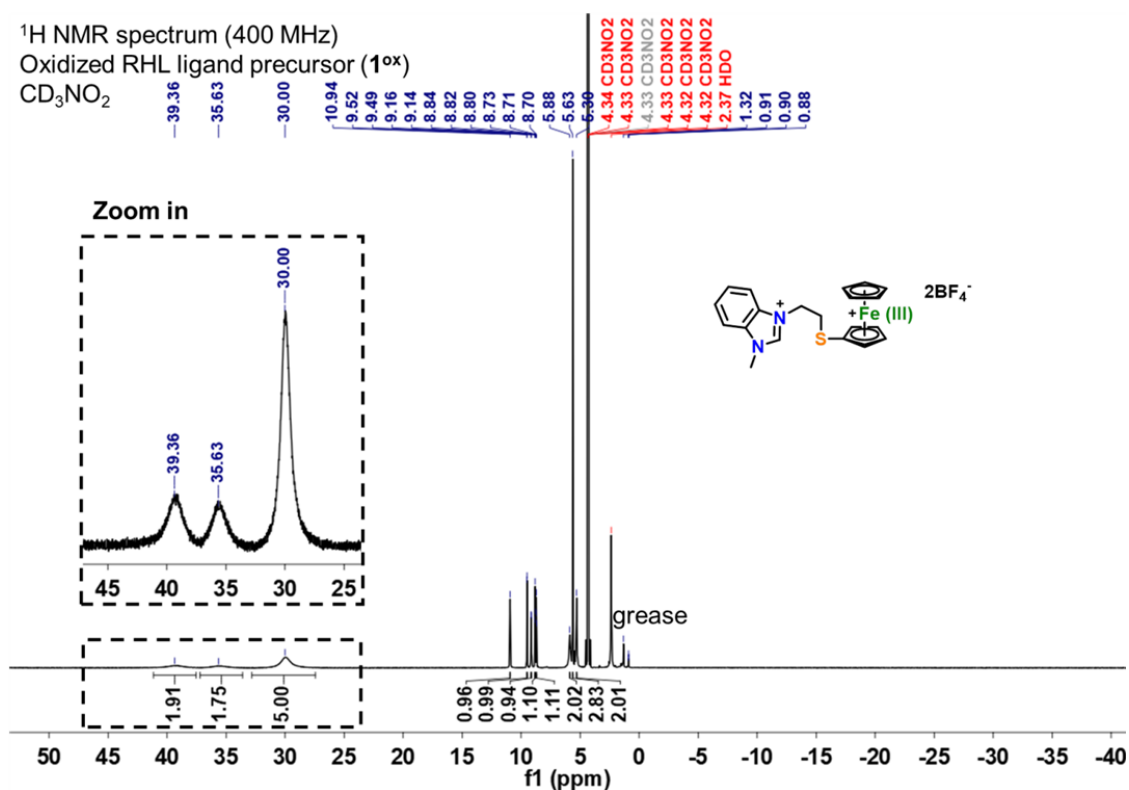 ¹H NMR spectrum (400 MHz)
Oxidized RHL ligand precursor (1ᵒˣ)
CD₃NO₂
39.36
35.63
30.00
10.94
9.52
9.49
9.16
9.14
8.84
8.82
8.80
8.73
8.71
8.70
5.88
5.63
5.30
4.34 CD3NO2
4.33 CD3NO2
4.33 CD3NO2
4.33 CD3NO2
4.32 CD3NO2
4.32 CD3NO2
2.37 HDO
1.32
0.91
0.90
0.88
Zoom in
39.36
35.63
30.00
45 40 35 30 25
N
+
N
S
+Fe (III)
2BF₄⁻
grease
1.91
1.75
5.00
0.96
0.99
0.94
1.10
1.11
2.02
2.83
2.01
50 45 40 35 30 25 20 15 10 5 0 -5 -10 -15 -20 -25 -30 -35 -40
f1 (ppm)